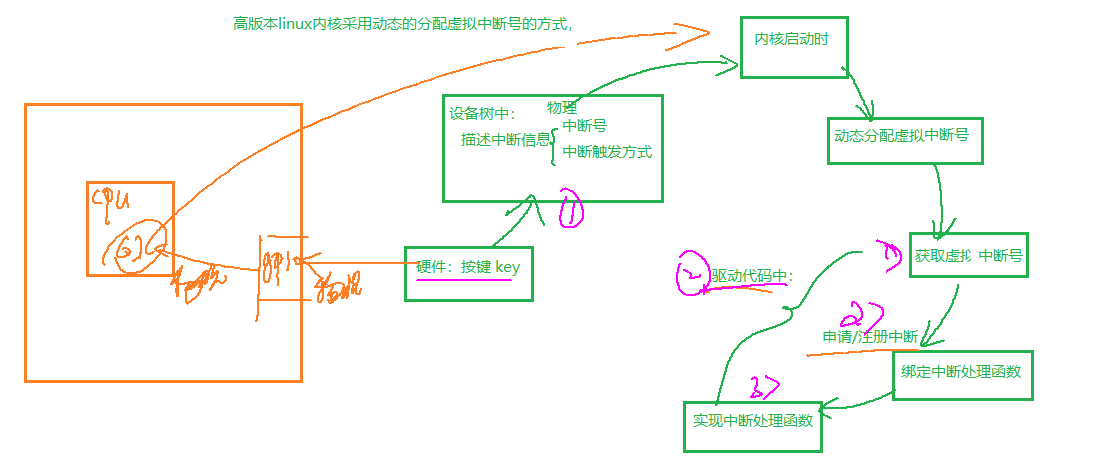 高版本linux内核采用动态的分配虚拟中断号的方式,
内核启动时
设备树中:
物理
描述中断信息
中断号
中断触发方式
①
动态分配虚拟中断号
CPU
GIC
gpio
硬件：按键 key
②
驱动代码中:
1>
获取虚拟 中断号
2>
申请/注册中断
绑定中断处理函数
3>
实现中断处理函数